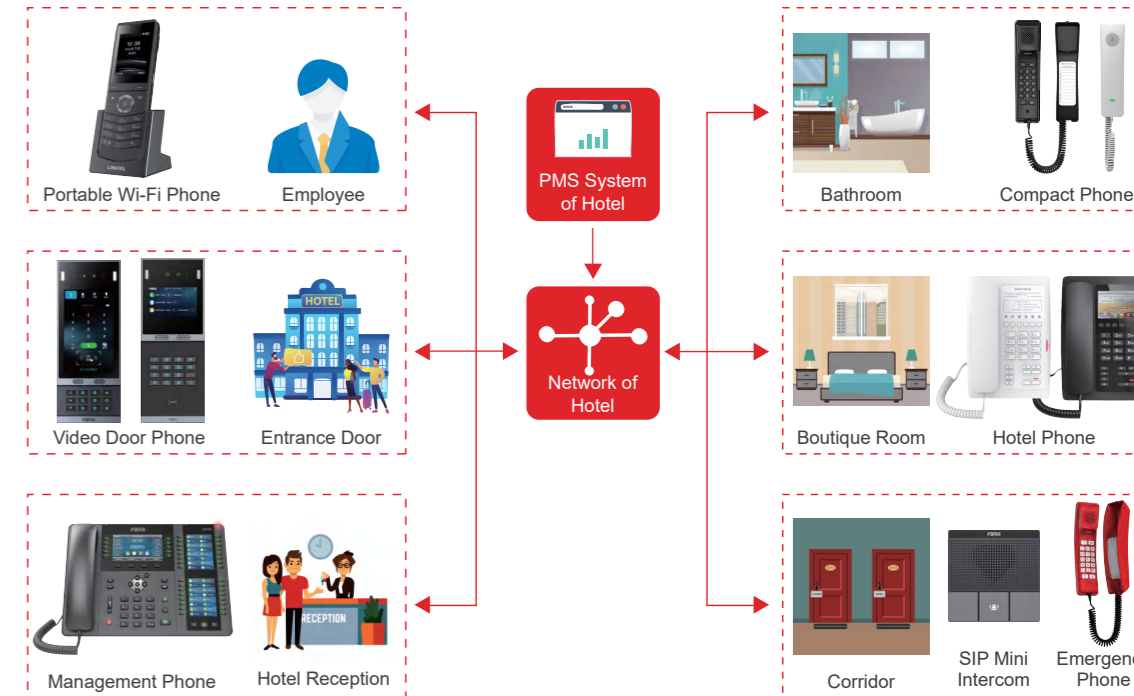 LINKVIL
Portable Wi-Fi Phone
Employee
PMS System
of Hotel
Bathroom
Compact Phone
HOTEL
Video Door Phone
Entrance Door
Network of
Hotel
Boutique Room
Hotel Phone
RECEPTION
Management Phone
Hotel Reception
Corridor
SIP Mini
Intercom
Phone